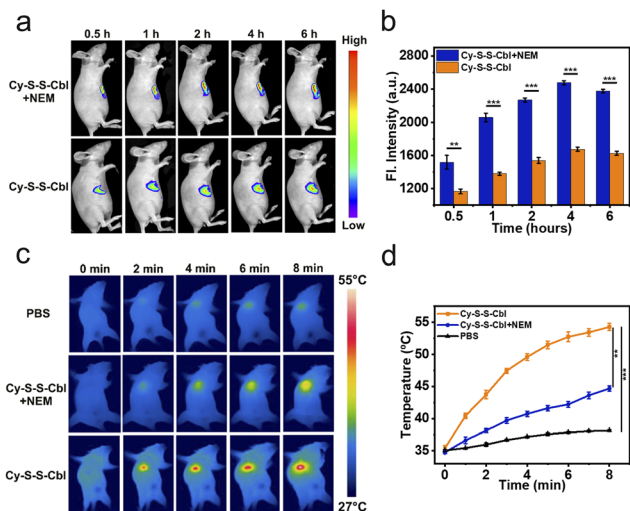 a
0.5 h 1 h 2 h 4 h 6 h
Cy-S-S-Cbl
+NEM
Cy-S-S-Cbl
High
Low
b
Cy-S-S-Cbl+NEM
Cy-S-S-Cbl
Fl. Intensity (a.u.)
2800
2400
2000
1600
1200
** *** *** *** ***
0.5 1 2 4 6
Time (hours)
c
0 min 2 min 4 min 6 min 8 min
PBS
Cy-S-S-Cbl
+NEM
Cy-S-S-Cbl
55°C
27°C
d
Cy-S-S-Cbl
Cy-S-S-Cbl+NEM
PBS
Temperature (°C)
55
50
45
40
35
**
***
0 2 4 6 8
Time (min)